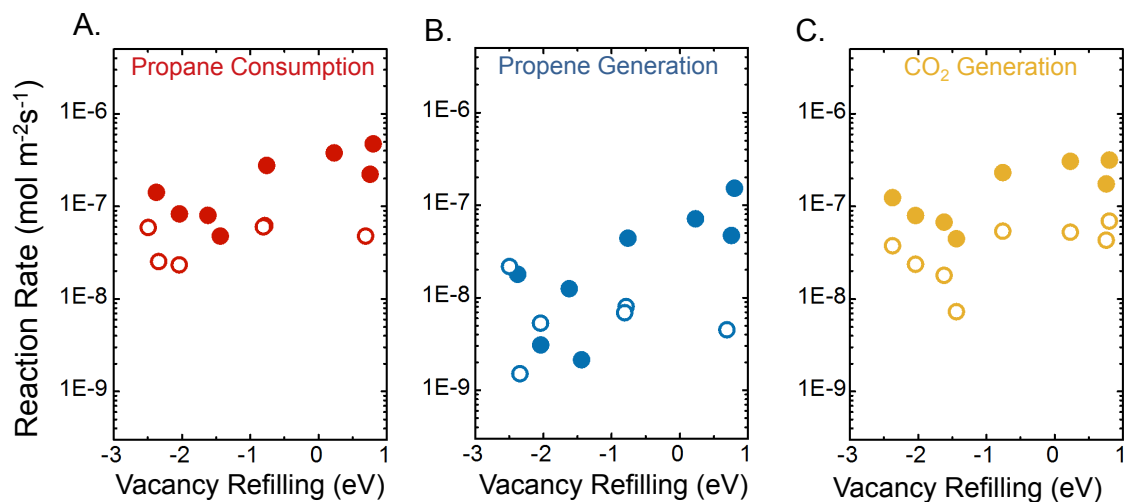 A.
B.
C.
Propane Consumption
Propene Generation
CO₂ Generation
Reaction Rate (mol m⁻²s⁻¹)
1E-6
1E-7
1E-8
1E-9
1E-6
1E-7
1E-8
1E-9
1E-6
1E-7
1E-8
1E-9
-3 -2 -1 0 1
-3 -2 -1 0 1
-3 -2 -1 0 1
Vacancy Refilling (eV)
Vacancy Refilling (eV)
Vacancy Refilling (eV)